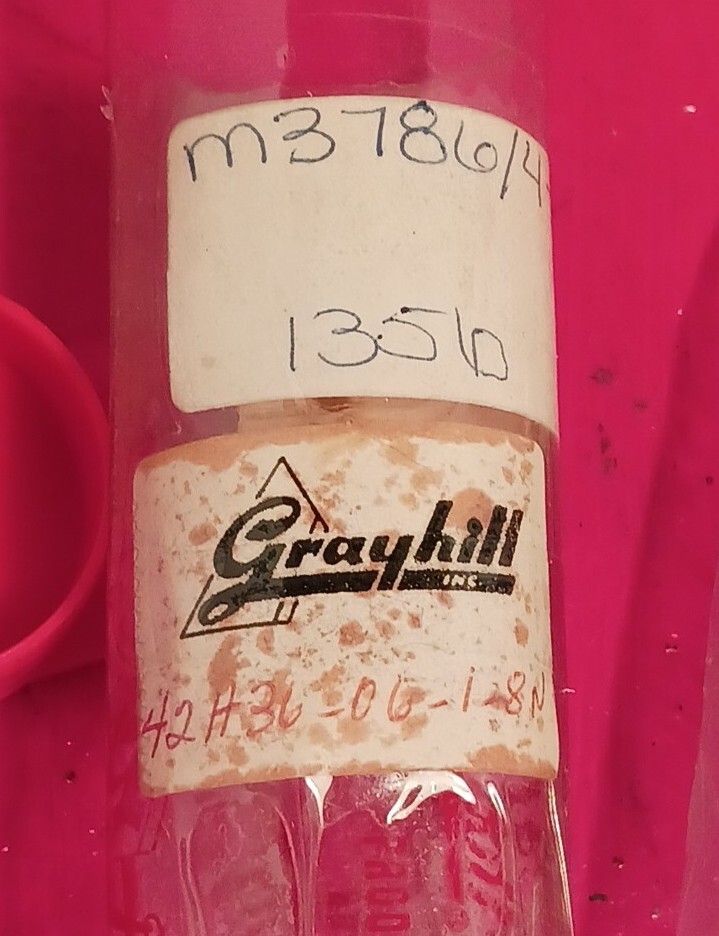 m3786/4-
1356
Grayhill
INC.
42H36-06-1-8N